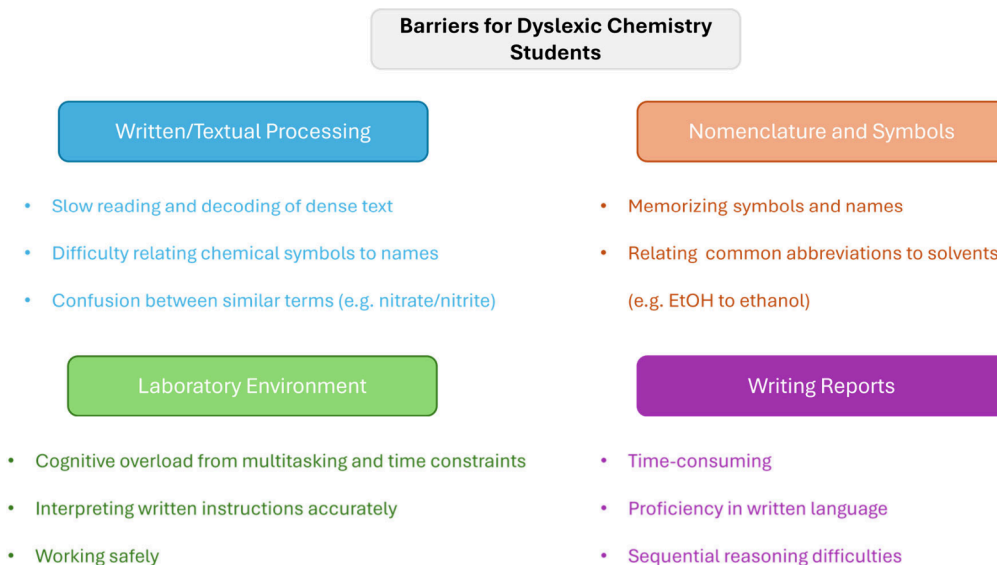 Barriers for Dyslexic Chemistry
Students
Written/Textual Processing
• Slow reading and decoding of dense text
• Difficulty relating chemical symbols to names
• Confusion between similar terms (e.g. nitrate/nitrite)
Nomenclature and Symbols
• Memorizing symbols and names
• Relating common abbreviations to solvents
(e.g. EtOH to ethanol)
Laboratory Environment
• Cognitive overload from multitasking and time constraints
• Interpreting written instructions accurately
• Working safely
Writing Reports
• Time-consuming
• Proficiency in written language
• Sequential reasoning difficulties